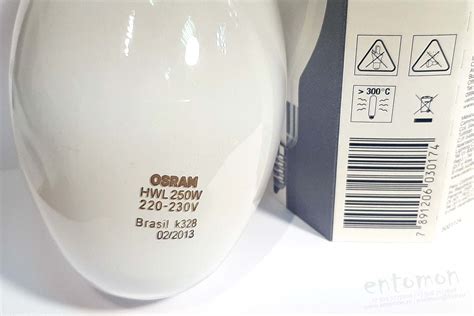 OSRAM
HWL 250W
220-230V
Brasil k328
02/2013
> 300°C
7 891206 030174
entomon